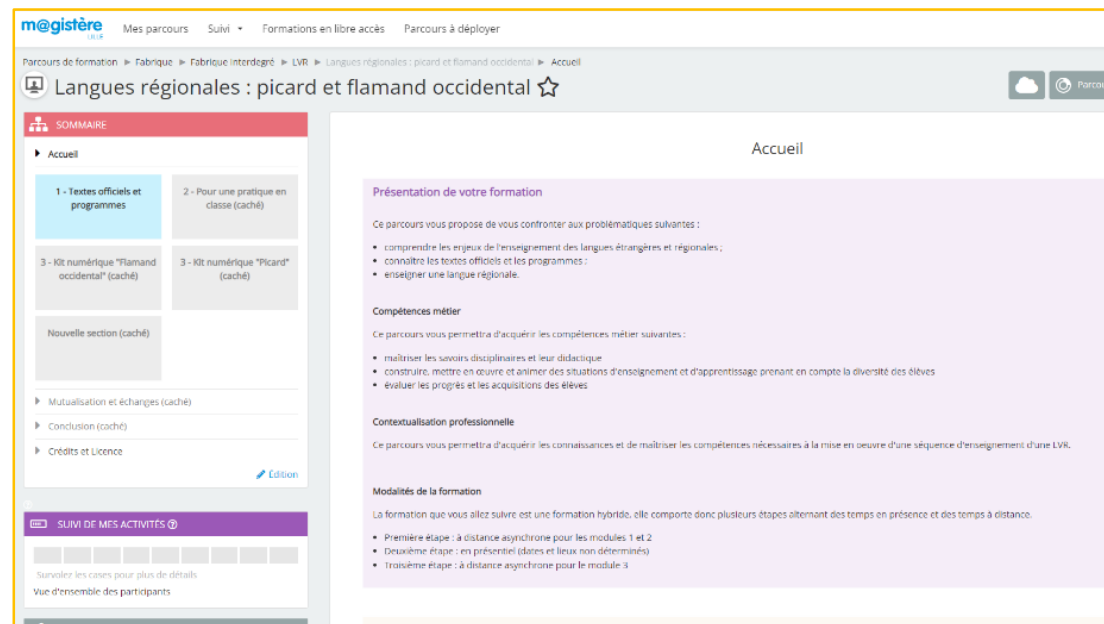 m@gistère
LILLE
Mes parcours Suivi Formations en libre accès Parcours à déployer
Parcours de formation ► Fabrique ► Fabrique Interdegré ► LVR ► Langues régionales : picard et flamand occidental ► Accueil
Langues régionales : picard et flamand occidental
SOMMAIRE
Accueil
1 - Textes officiels et
programmes
2 - Pour une pratique en
classe (caché)
3 - Kit numérique "Flamand
occidental" (caché)
3 - Kit numérique "Picard"
(caché)
Nouvelle section (caché)
Mutualisation et échanges (caché)
Conclusion (caché)
Crédits et Licence
Édition
SUIVI DE MES ACTIVITÉS
Survolez les cases pour plus de détails
Vue d'ensemble des participants
Accueil
Présentation de votre formation
Ce parcours vous propose de vous confronter aux problématiques suivantes :
• comprendre les enjeux de l'enseignement des langues étrangères et régionales ;
• connaître les textes officiels et les programmes ;
• enseigner une langue régionale.
Compétences métier
Ce parcours vous permettra d'acquérir les compétences métier suivantes :
• maîtriser les savoirs disciplinaires et leur didactique
• construire, mettre en œuvre et animer des situations d'enseignement et d'apprentissage prenant en compte la diversité des élèves
• évaluer les progrès et les acquisitions des élèves
Contextualisation professionnelle
Ce parcours vous permettra d'acquérir les connaissances et de maîtriser les compétences nécessaires à la mise en oeuvre d'une séquence d'enseignement d'une LVR.
Modalités de la formation
La formation que vous allez suivre est une formation hybride, elle comporte donc plusieurs étapes alternant des temps en présence et des temps à distance.
• Première étape : à distance asynchrone pour les modules 1 et 2
• Deuxième étape : en présentiel (dates et lieux non déterminés)
• Troisième étape : à distance asynchrone pour le module 3